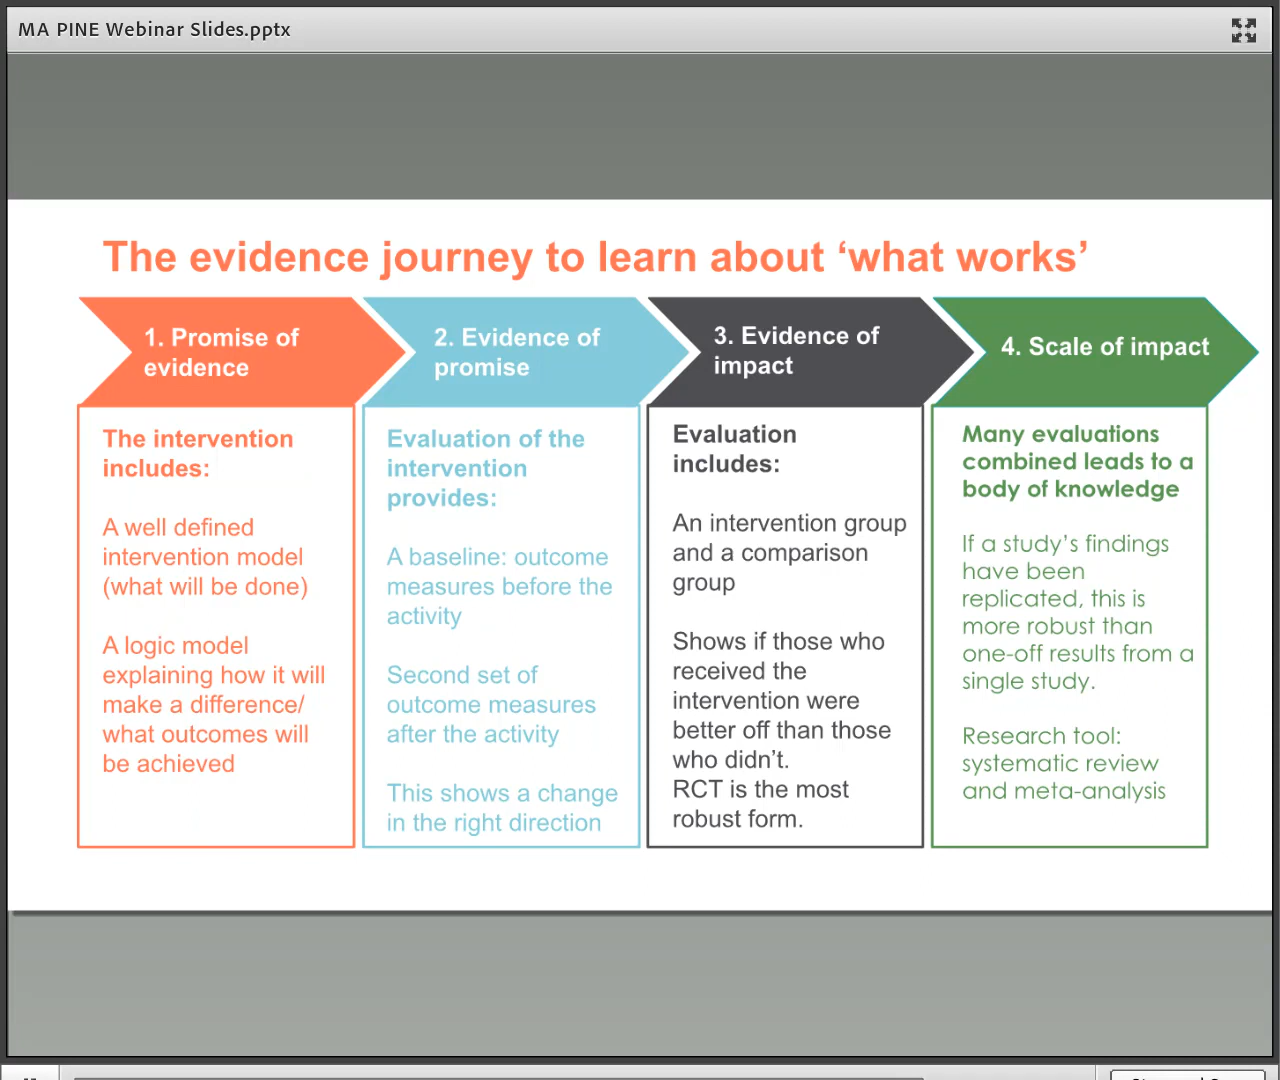 MA PINE Webinar Slides.pptx
The evidence journey to learn about ‘what works’
1. Promise of
evidence
The intervention
includes:
A well defined
intervention model
(what will be done)
A logic model
explaining how it will
make a difference/
what outcomes will
be achieved
2. Evidence of
promise
Evaluation of the
intervention
provides:
A baseline: outcome
measures before the
activity
Second set of
outcome measures
after the activity
This shows a change
in the right direction
3. Evidence of
impact
Evaluation
includes:
An intervention group
and a comparison
group
Shows if those who
received the
intervention were
better off than those
who didn’t.
RCT is the most
robust form.
4. Scale of impact
Many evaluations
combined leads to a
body of knowledge
If a study’s findings
have been
replicated, this is
more robust than
one-off results from a
single study.
Research tool:
systematic review
and meta-analysis